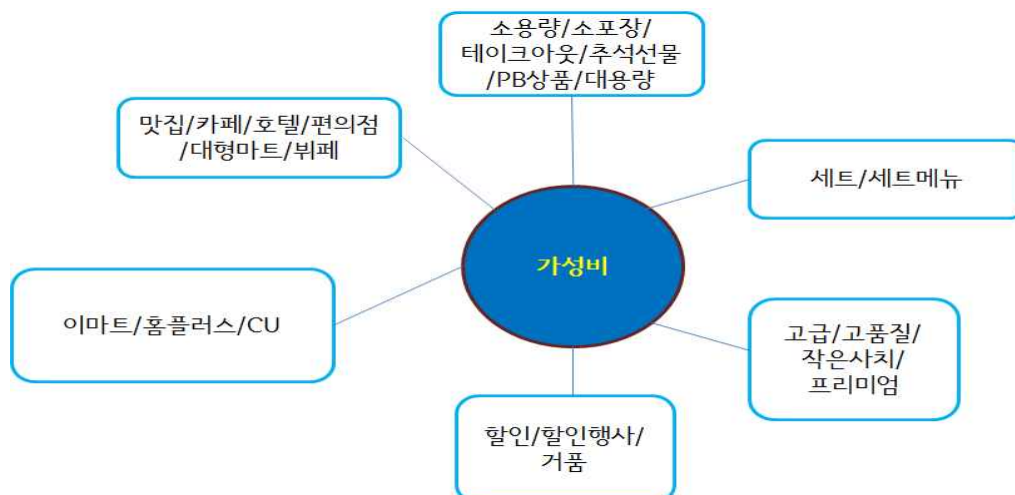 소용량/소포장/
테이크아웃/추석선물
/PB상품/대용량
맛집/카페/호텔/편의점
/대형마트/뷔페
세트/세트메뉴
가성비
이마트/홈플러스/CU
고급/고품질/
작은사치/
프리미엄
할인/할인행사/
거품